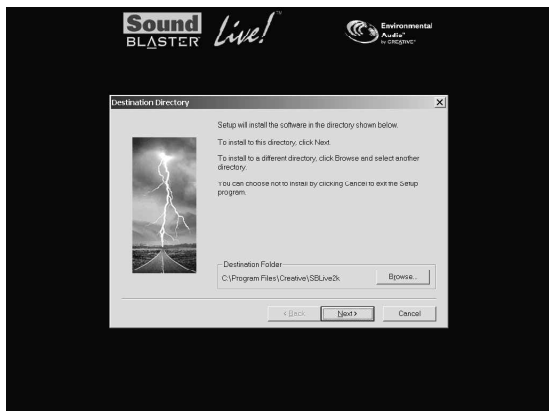 Sound
BLASTER
Live!™
Environmental
Audio™
by CREATIVE®
Destination Directory
Setup will install the software in the directory shown below.
To install to this directory, click Next.
To install to a different directory, click Browse and select another
directory.
You can choose not to install by clicking Cancel to exit the Setup
program.
Destination Folder
C:\Program Files\Creative\SBLive2k
Browse...
< Back
Next >
Cancel